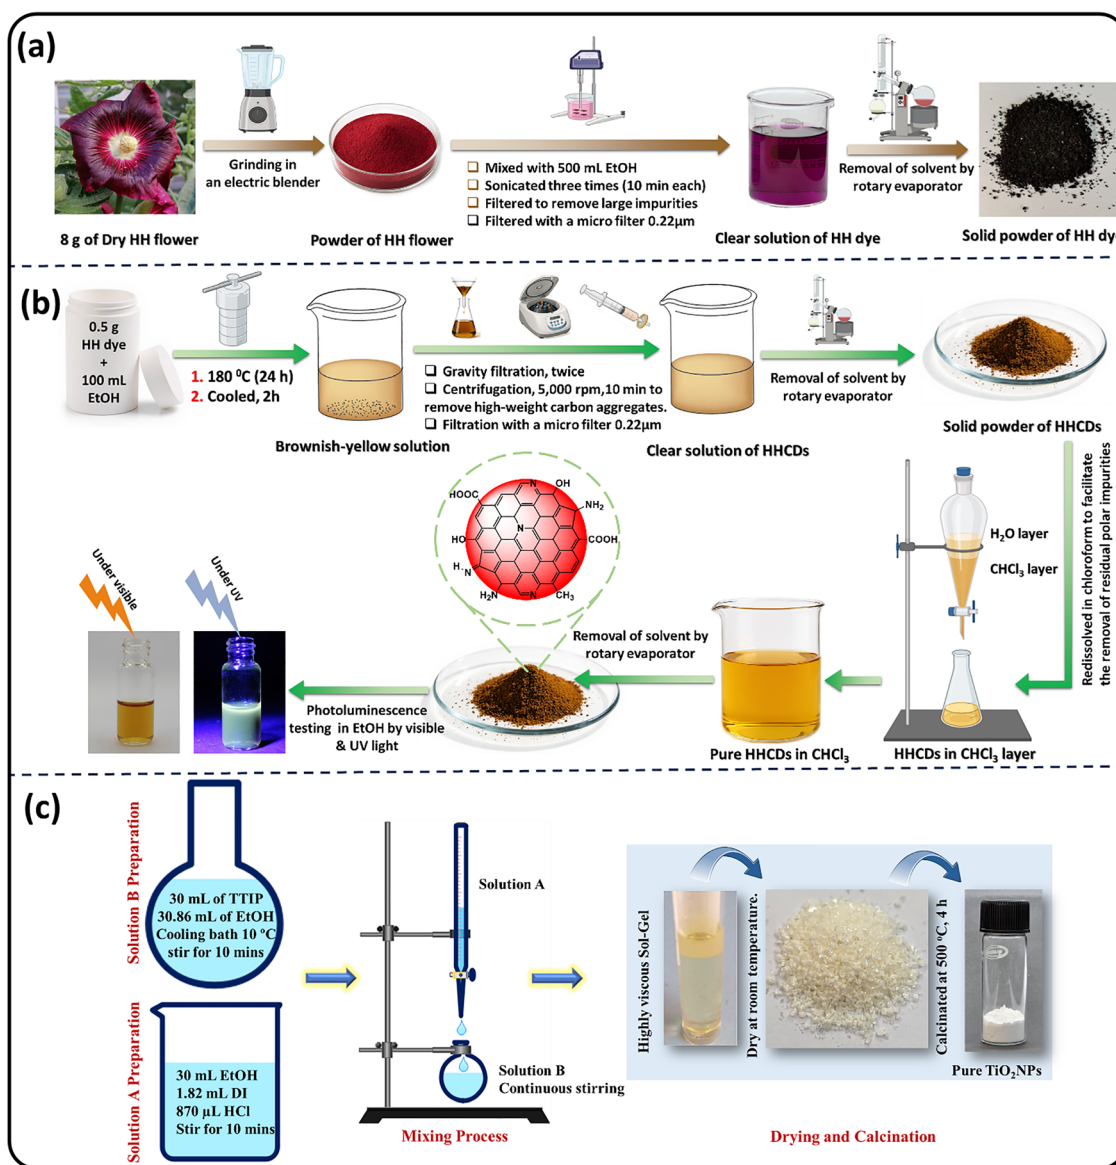 (a)
Grinding in
an electric blender
❑ Mixed with 500 mL EtOH
❑ Sonicated three times (10 min each)
❑ Filtered to remove large impurities
❑ Filtered with a micro filter 0.22µm
Removal of solvent by
rotary evaporator
8 g of Dry HH flower
Powder of HH flower
Clear solution of HH dye
Solid powder of HH dye
(b)
0.5 g
HH dye
+
100 mL
EtOH
1. 180 ⁰C (24 h)
2. Cooled, 2h
Brownish-yellow solution
❑ Gravity filtration, twice
❑ Centrifugation, 5,000 rpm,10 min to
remove high-weight carbon aggregates.
❑ Filtration with a micro filter 0.22µm
Clear solution of HHCDs
Removal of solvent by
rotary evaporator
Solid powder of HHCDs
Redissolved in chloroform to facilitate
the removal of residual polar impurities
H₂O layer
CHCl₃ layer
HHCDs in CHCl₃ layer
Pure HHCDs in CHCl₃
Removal of solvent by
rotary evaporator
HOOC
N
OH
NH₂
N
HO
COOH
H·N
H₂N
N
CH₃
Photoluminescence
testing in EtOH by visible
& UV light
Under visible
Under UV
(c)
Solution B Preparation
30 mL of TTIP
30.86 mL of EtOH
Cooling bath 10 ºC
stir for 10 mins
Solution A Preparation
30 mL EtOH
1.82 mL DI
870 µL HCl
Stir for 10 mins
Solution A
Solution B
Continuous stirring
Mixing Process
Highly viscous Sol-Gel
Dry at room temperature.
Calcinated at 500 ºC, 4 h
Pure TiO₂NPs
Drying and Calcination